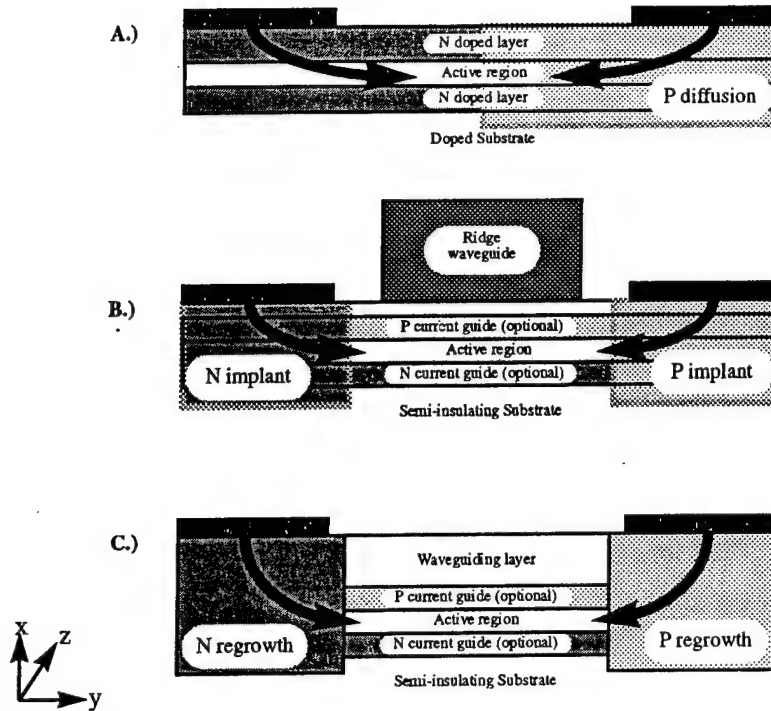 A.)
N doped layer
Active region
N doped layer
P diffusion
Doped Substrate
Ridge
waveguide
B.)
P current guide (optional)
Active region
N implant
N current guide (optional)
P implant
Semi-insulating Substrate
C.)
Waveguiding layer
P current guide (optional)
Active region
N regrowth
N current guide (optional)
P regrowth
Semi-insulating Substrate
x
z
y